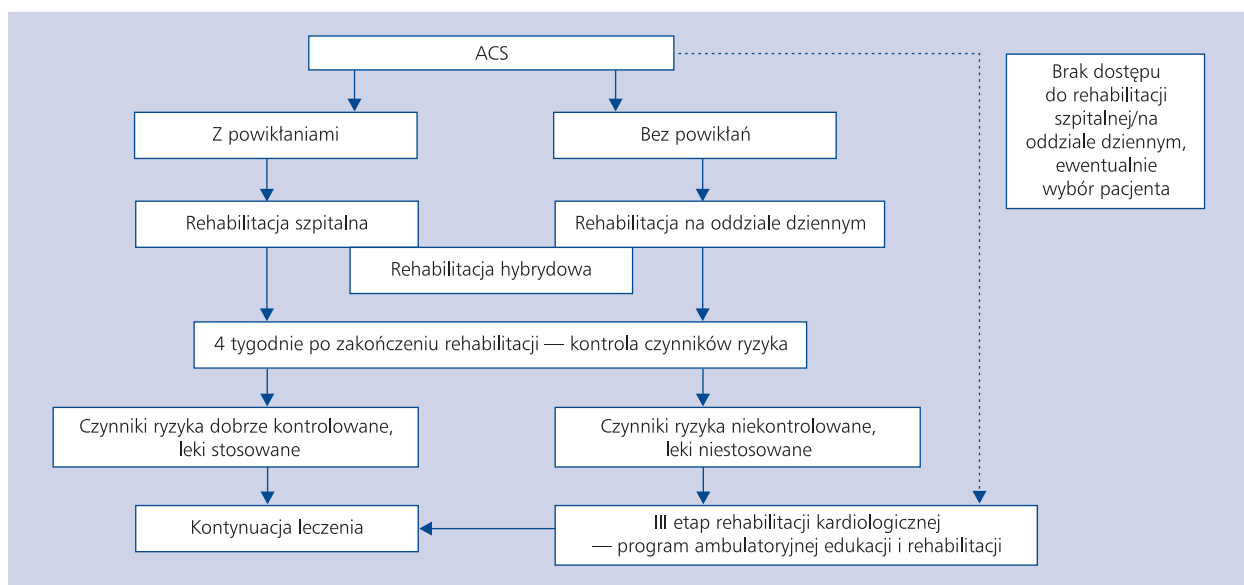 ACS
Z powikłaniami
Bez powikłań
Brak dostępu
do rehabilitacji
szpitalnej/na
oddziale dziennym,
ewentualnie
wybór pacjenta
Rehabilitacja szpitalna
Rehabilitacja na oddziale dziennym
Rehabilitacja hybrydowa
4 tygodnie po zakończeniu rehabilitacji — kontrola czynników ryzyka
Czynniki ryzyka dobrze kontrolowane,
leki stosowane
Czynniki ryzyka niekontrolowane,
leki niestosowane
Kontynuacja leczenia
III etap rehabilitacji kardiologicznej
— program ambulatoryjnej edukacji i rehabilitacji